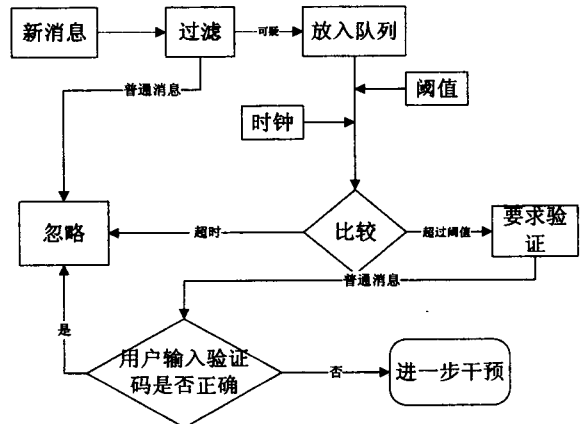 新消息
过滤
可疑
放入队列
普通消息
阈值
时钟
忽略
超时
比较
超过阈值
要求验
证
普通消息
是
用户输入验证
码是否正确
否
进一步干预